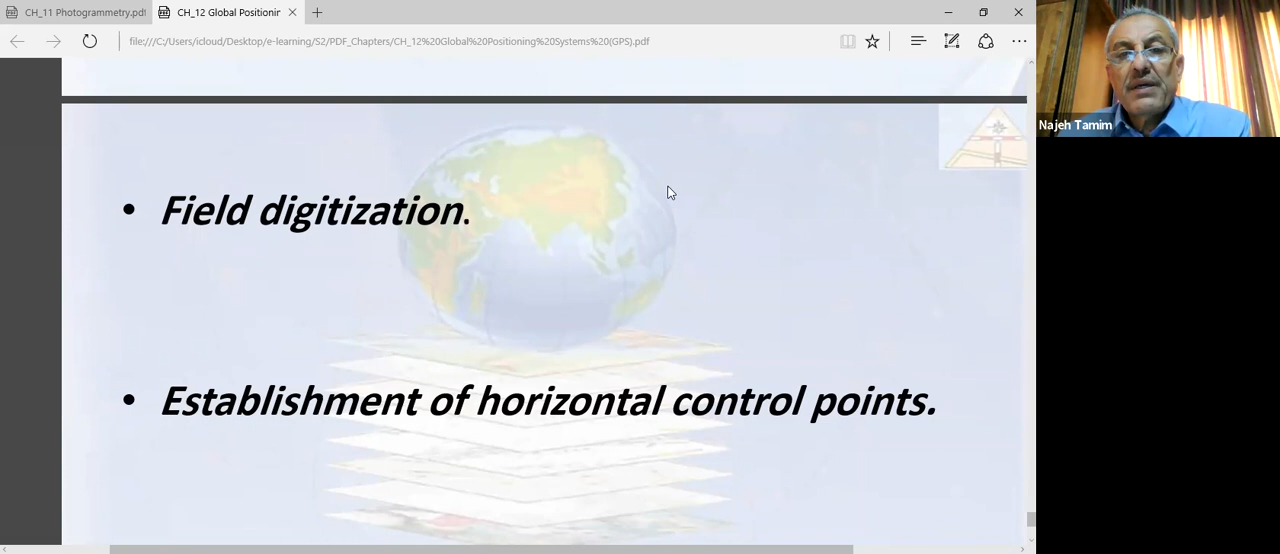 CH_11 Photogrammetry.pdf
CH_12 Global Positionin
file:///C:/Users/icloud/Desktop/e-learning/S2/PDF_Chapters/CH_12%20Global%20Positioning%20Systems%20(GPS).pdf
Najeh Tamim
• Field digitization.
• Establishment of horizontal control points.